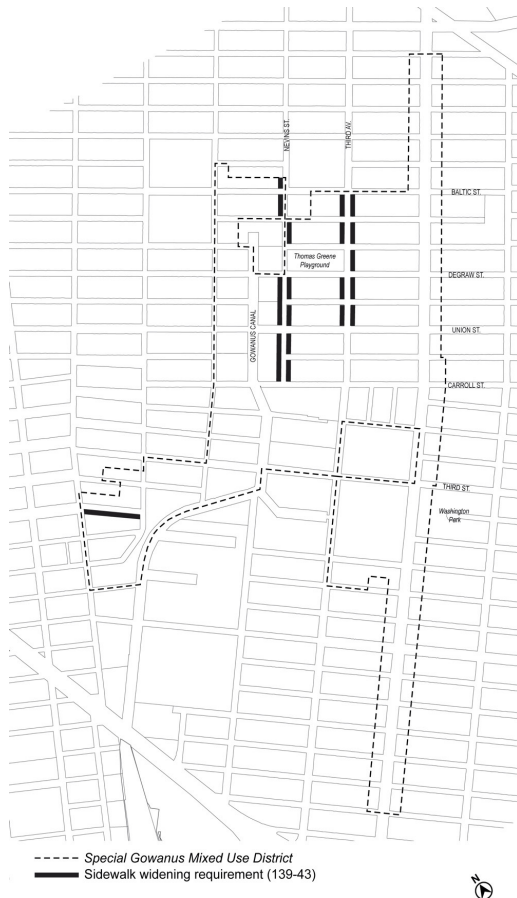 NEVINS ST.
THIRD AV.
BALTIC ST.
Thomas Greene
Playground
DEGRAW ST.
GOWANUS CANAL
UNION ST.
CARROLL ST.
THIRD ST.
Washington
Park
Special Gowanus Mixed Use District
Sidewalk widening requirement (139-43)
N